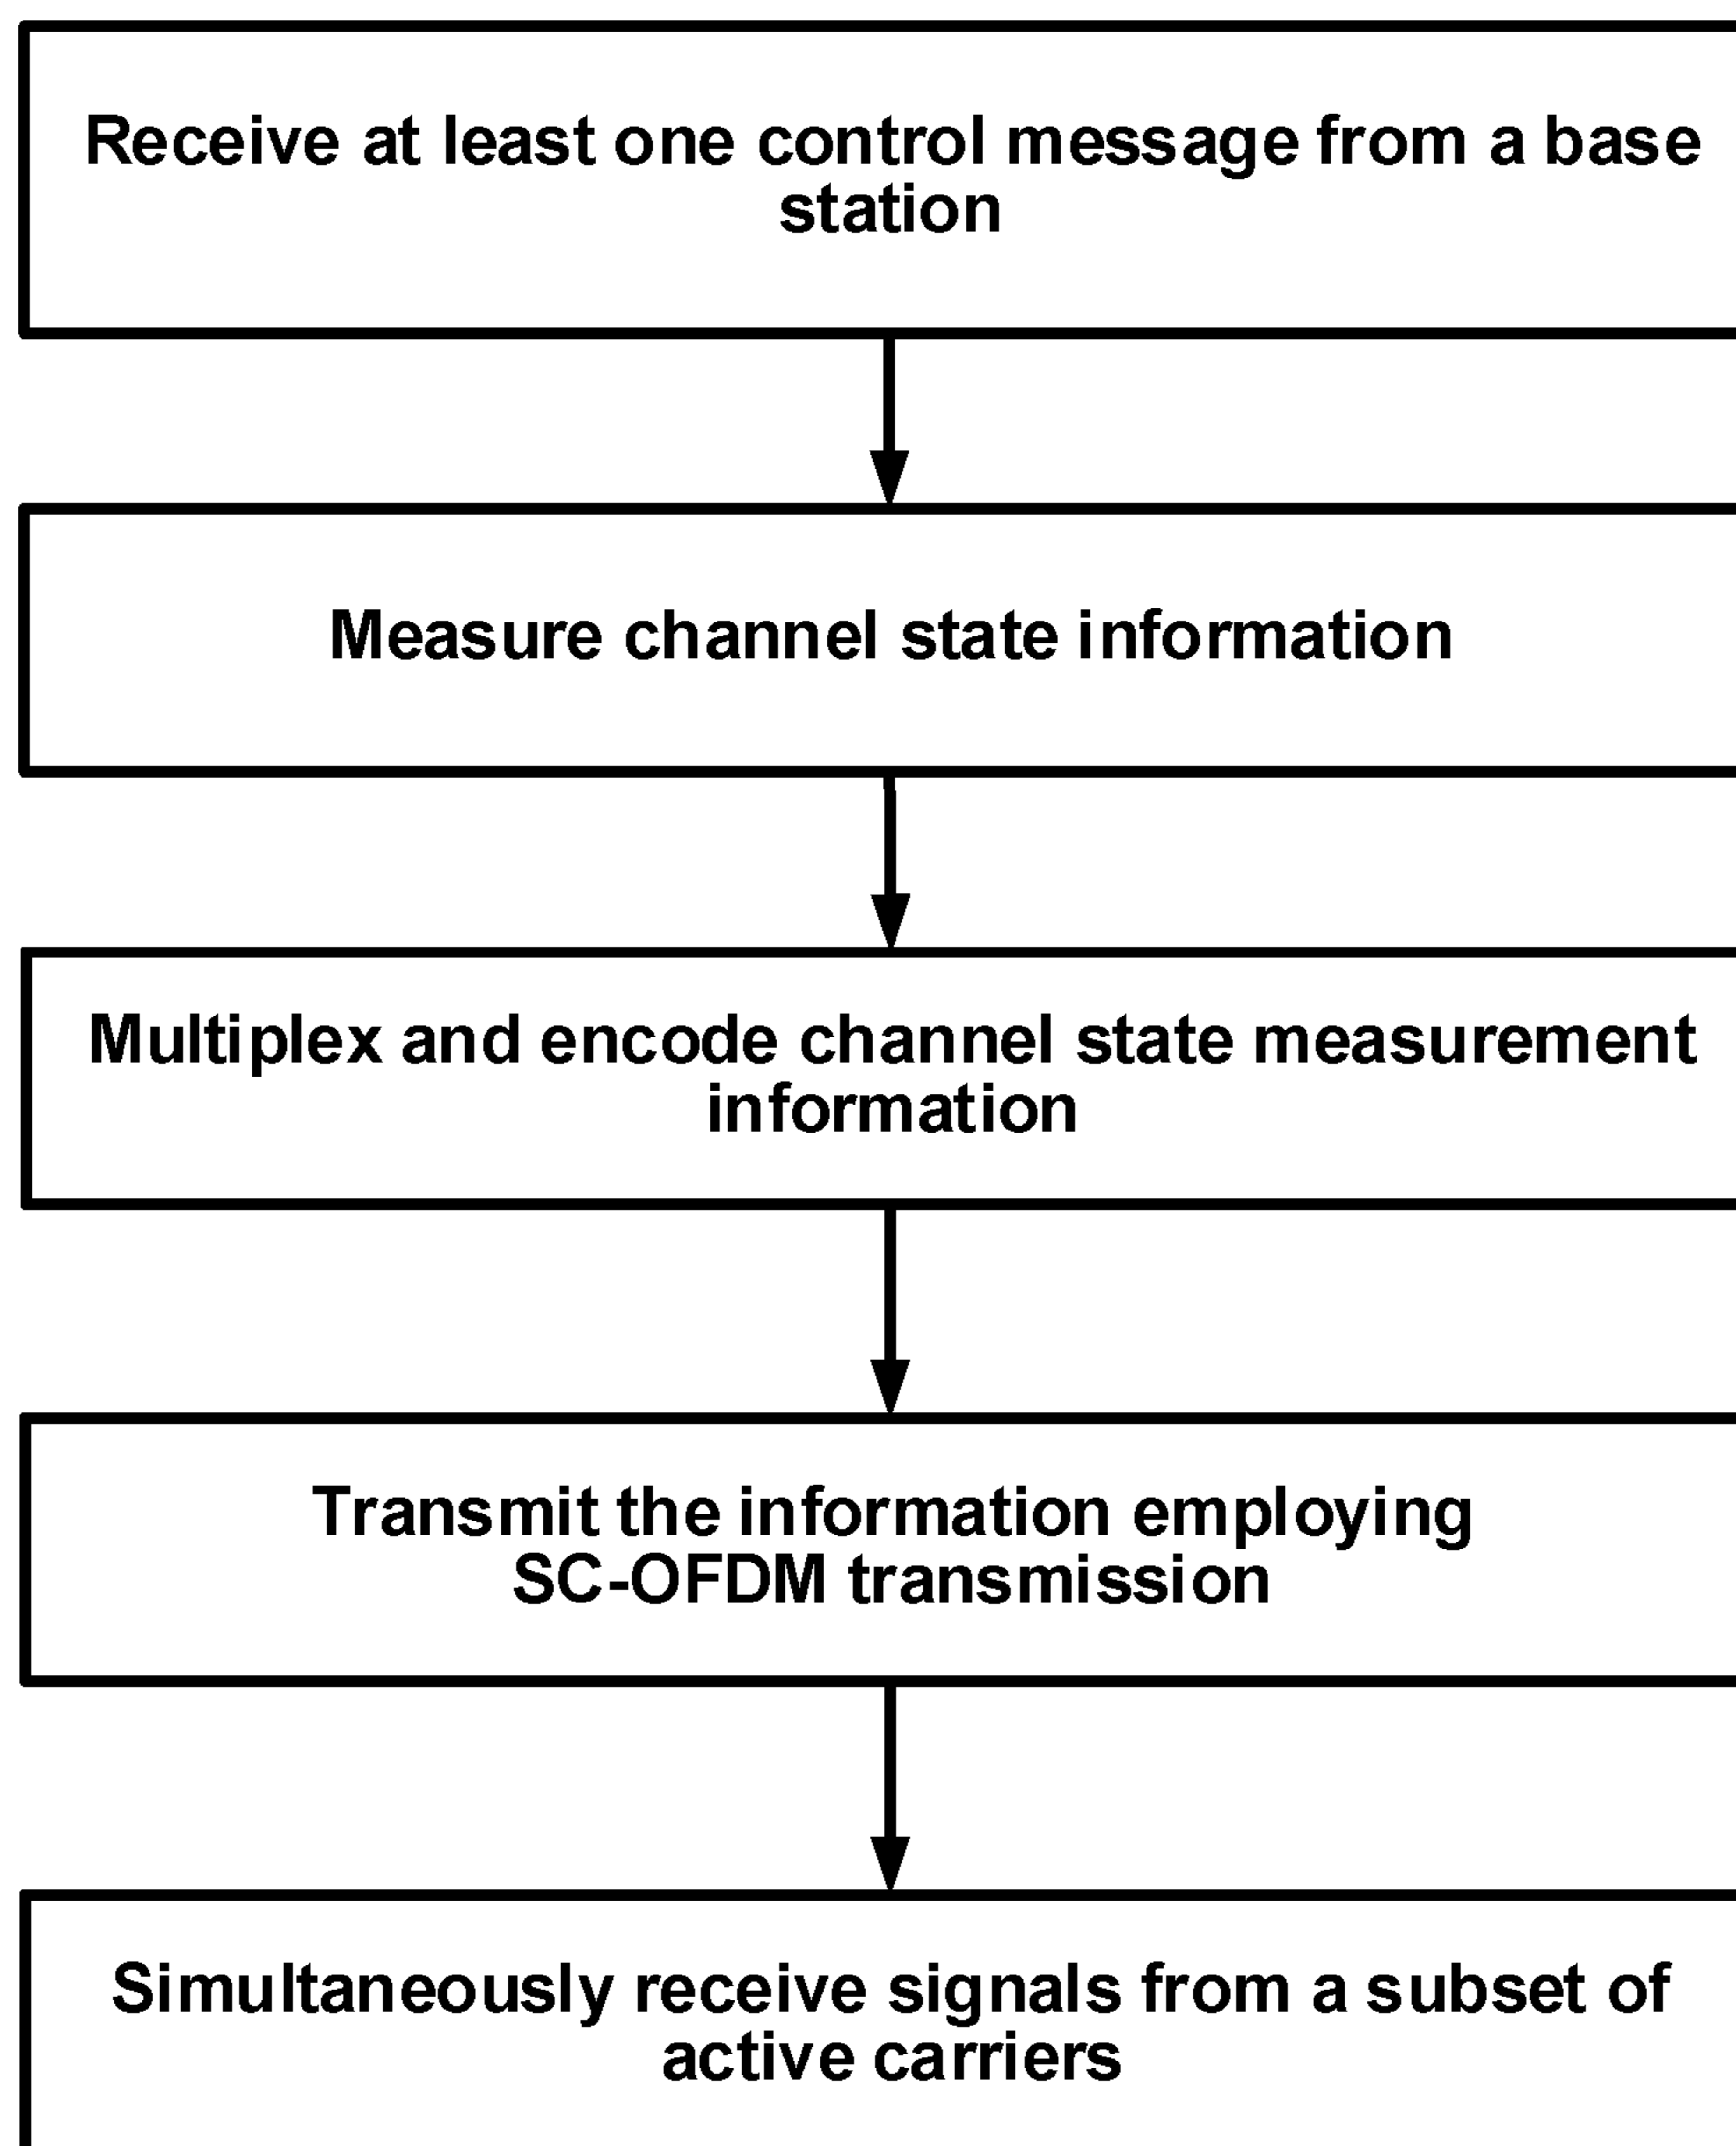 Receive at least one control message from a base
station
Measure channel state information
Multiplex and encode channel state measurement
information
Transmit the information employing
SC-OFDM transmission
Simultaneously receive signals from a subset of
active carriers